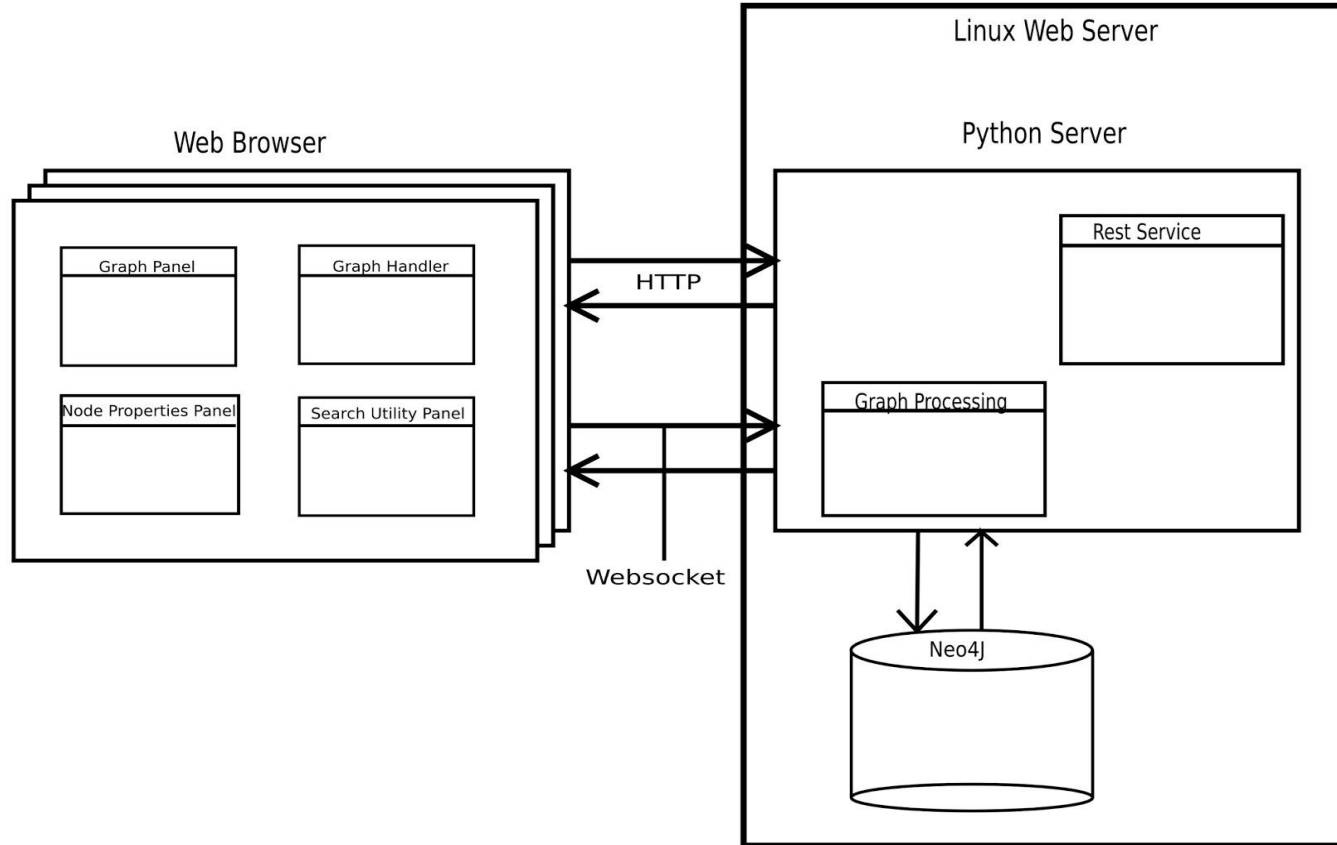 Linux Web Server
Web Browser
Python Server
Rest Service
Graph Panel
Graph Handler
HTTP
Node Properties Panel
Search Utility Panel
Graph Processing
Websocket
Neo4J